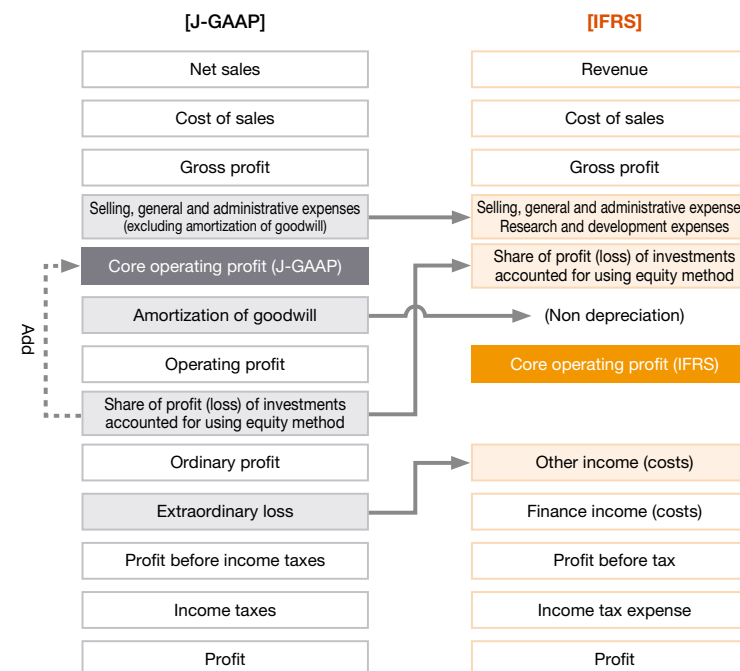 [J-GAAP]
Net sales
Cost of sales
Gross profit
Selling, general and administrative expenses
(excluding amortization of goodwill)
Core operating profit (J-GAAP)
Amortization of goodwill
Operating profit
Share of profit (loss) of investments
accounted for using equity method
Ordinary profit
Extraordinary loss
Profit before income taxes
Income taxes
Profit
Add
[IFRS]
Revenue
Cost of sales
Gross profit
Selling, general and administrative expense
Research and development expenses
Share of profit (loss) of investments
accounted for using equity method
(Non depreciation)
Core operating profit (IFRS)
Other income (costs)
Finance income (costs)
Profit before tax
Income tax expense
Profit